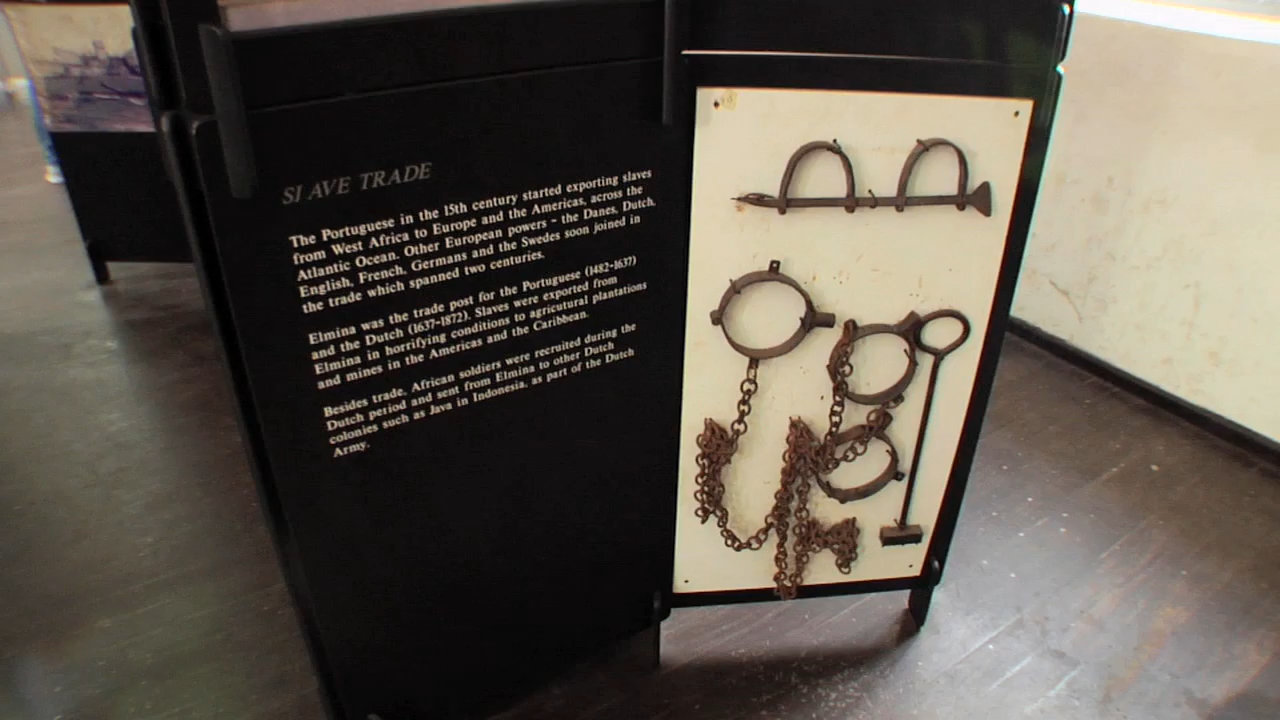 SLAVE TRADE
The Portuguese in the 15th century started exporting slaves
from West Africa to Europe and the Americas, across the
Atlantic Ocean. Other European powers - the Danes, Dutch,
English, French, Germans and the Swedes soon joined in
the trade which spanned two centuries.
Elmina was the trade post for the Portuguese (1482-1637)
and the Dutch (1637-1872). Slaves were exported from
Elmina in horrifying conditions to agricutural plantations
and mines in the Americas and the Caribbean.
Besides trade, African soldiers were recruited during the
Dutch period and sent from Elmina to other Dutch
colonies such as Java in Indonesia, as part of the Dutch
Army.